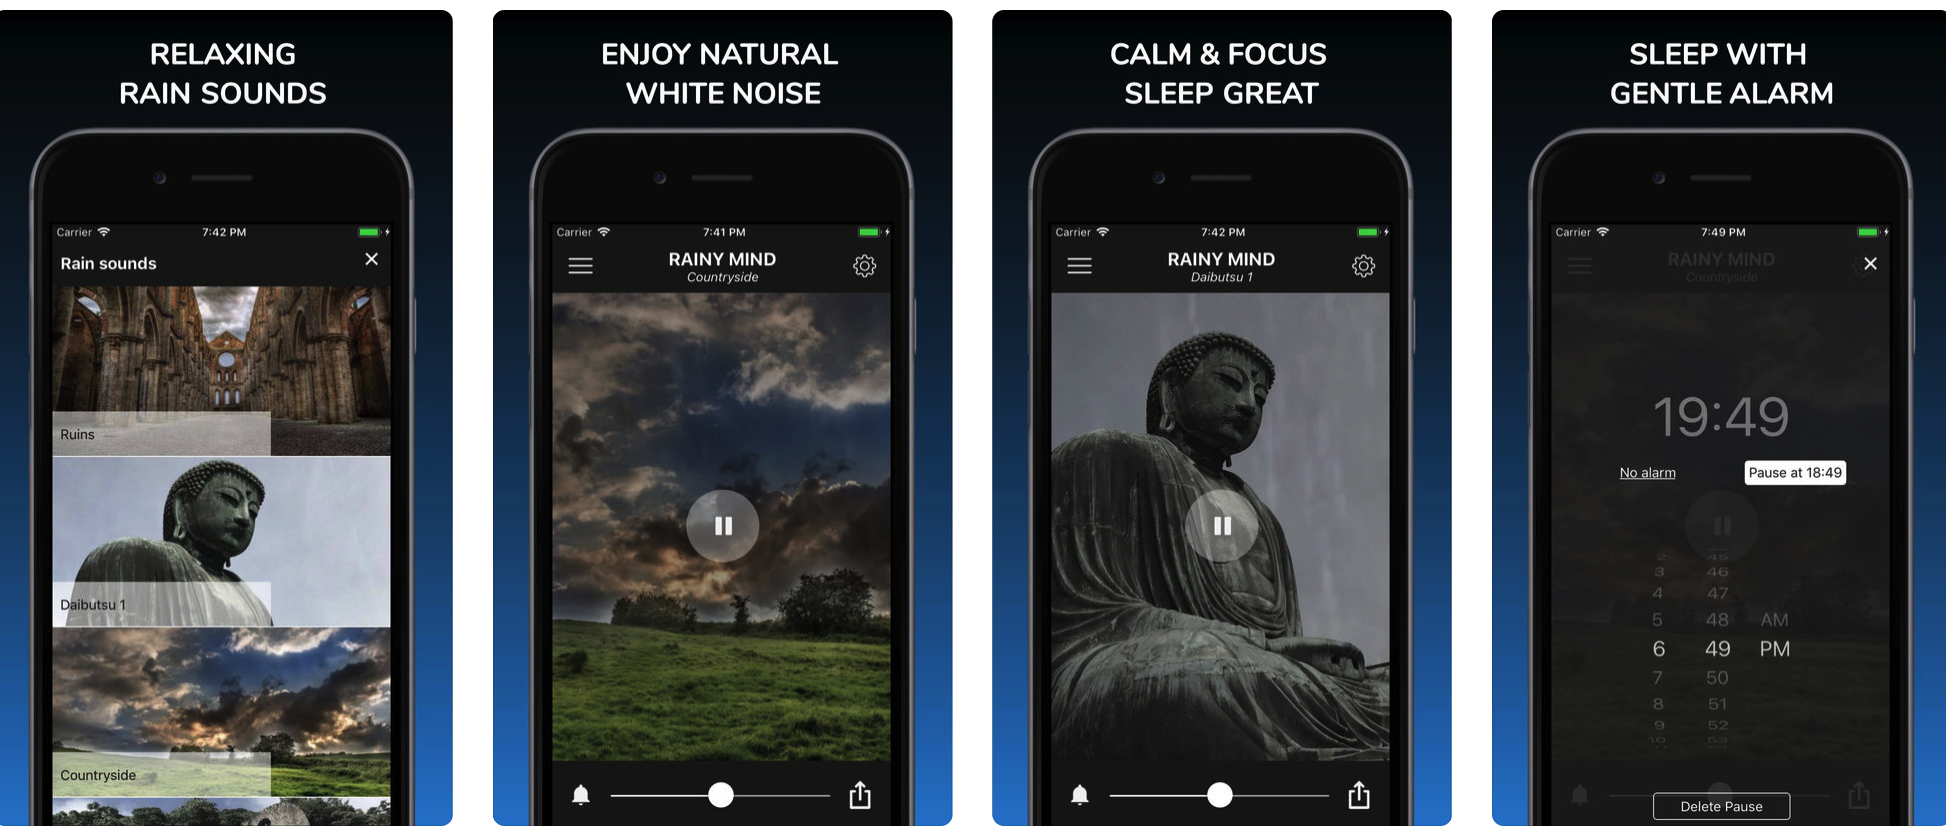 RELAXING
RAIN SOUNDS
Carrier
7:42 PM
Rain sounds
Ruins
Daibutsu 1
Countryside
ENJOY NATURAL
WHITE NOISE
Carrier
7:41 PM
RAINY MIND
Countryside
CALM & FOCUS
SLEEP GREAT
Carrier
7:42 PM
RAINY MIND
Daibutsu 1
SLEEP WITH
GENTLE ALARM
Carrier
7:49 PM
RAINY MIND
Countryside
19:49
No alarm Pause at 18:49
2 45
3 46
4 47
5 48 AM
6 49 PM
7 50
8 51
9 52
10 53
Delete Pause